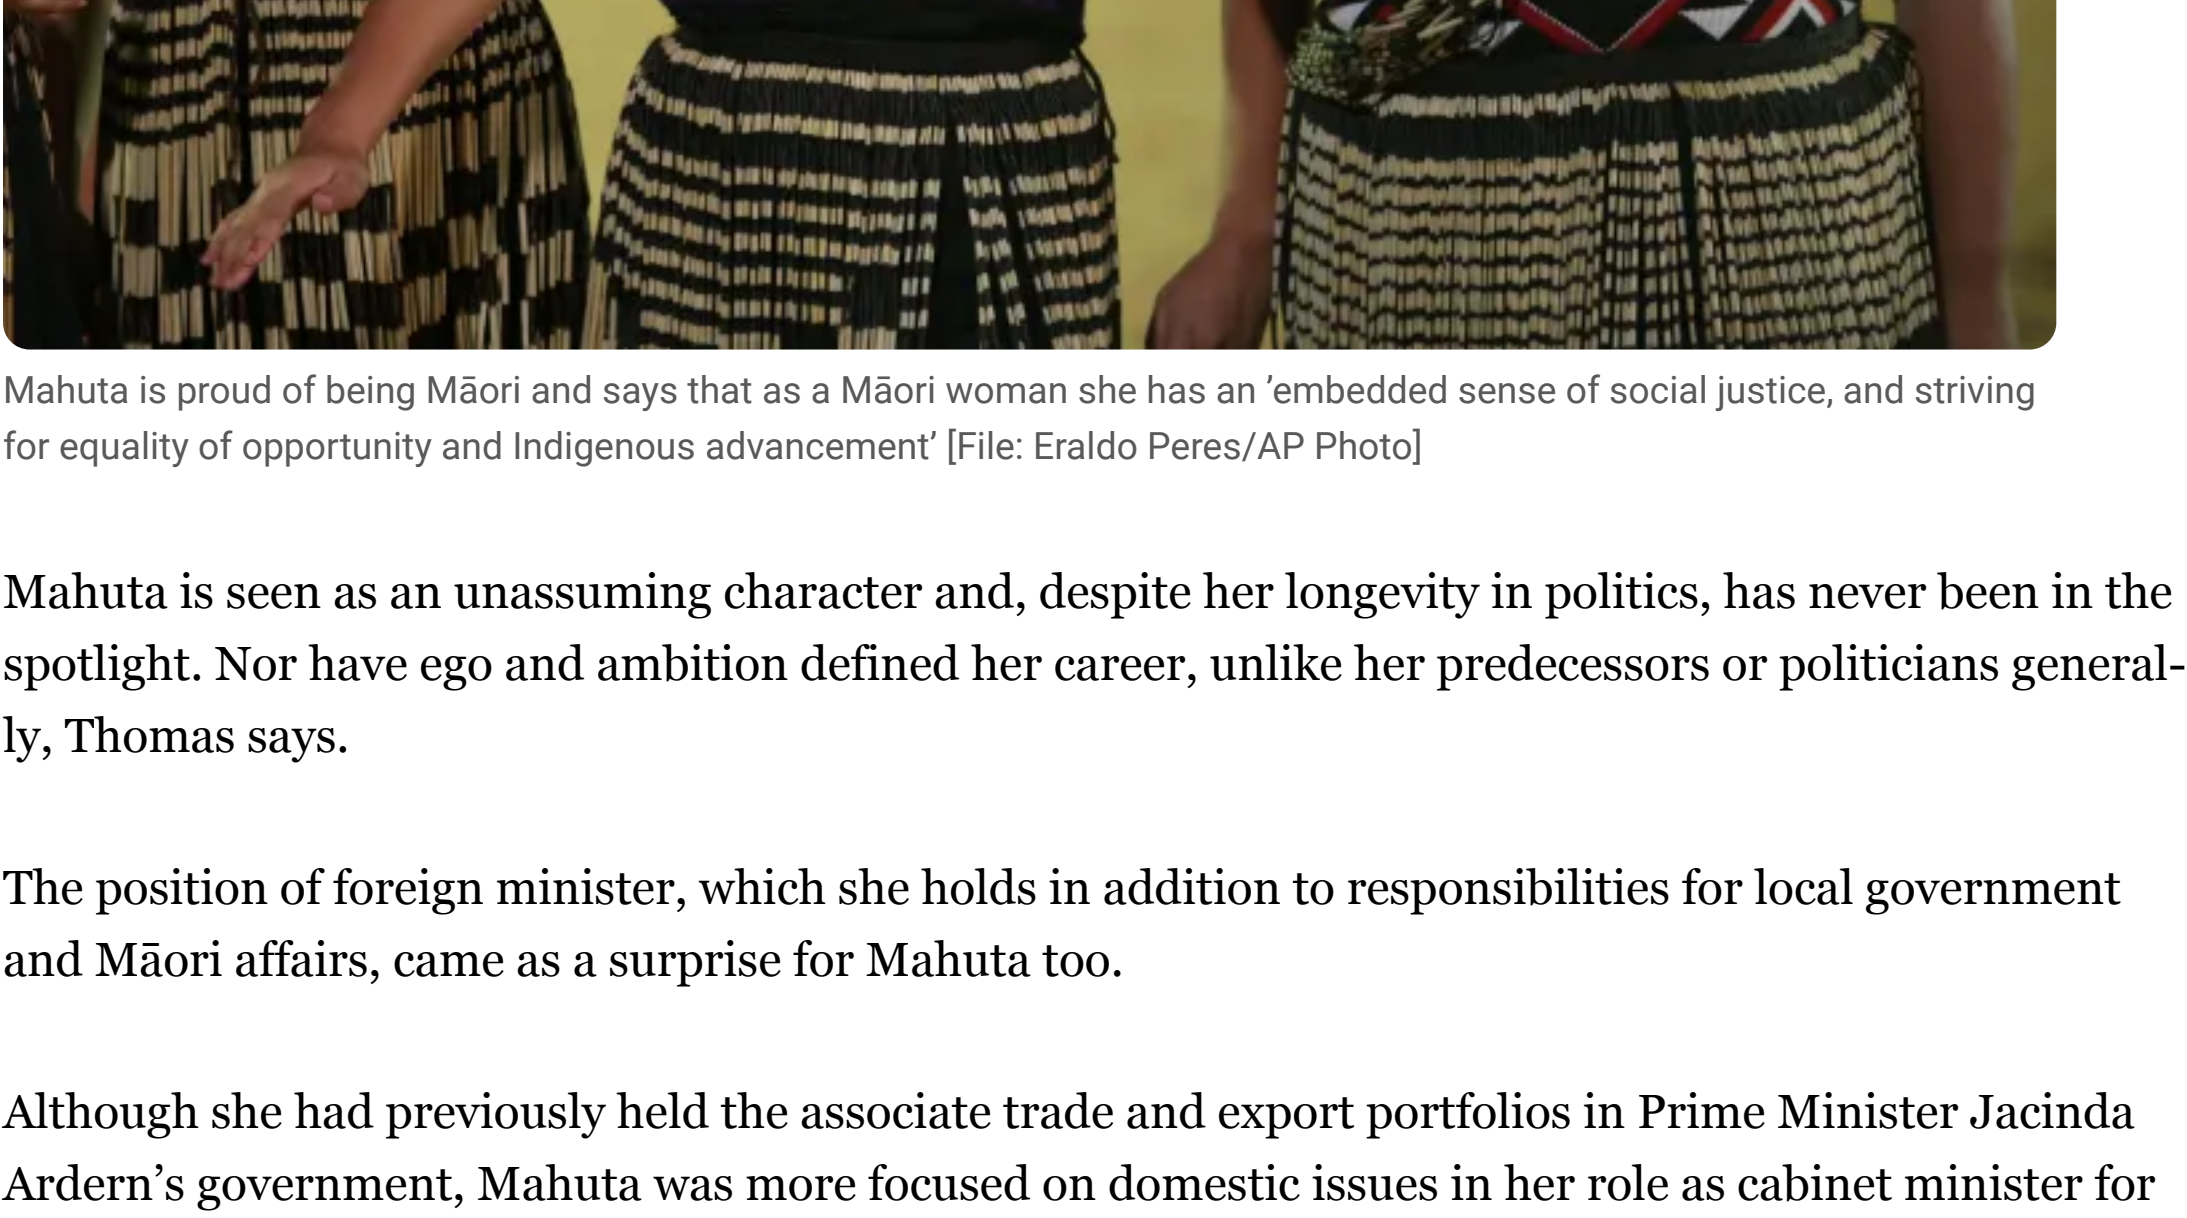 Mahuta is proud of being Māori and says that as a Māori woman she has an ’embedded sense of social justice, and striving
for equality of opportunity and Indigenous advancement’ [File: Eraldo Peres/AP Photo]
Mahuta is seen as an unassuming character and, despite her longevity in politics, has never been in the
spotlight. Nor have ego and ambition defined her career, unlike her predecessors or politicians general-
ly, Thomas says.
The position of foreign minister, which she holds in addition to responsibilities for local government
and Māori affairs, came as a surprise for Mahuta too.
Although she had previously held the associate trade and export portfolios in Prime Minister Jacinda
Ardern’s government, Mahuta was more focused on domestic issues in her role as cabinet minister for